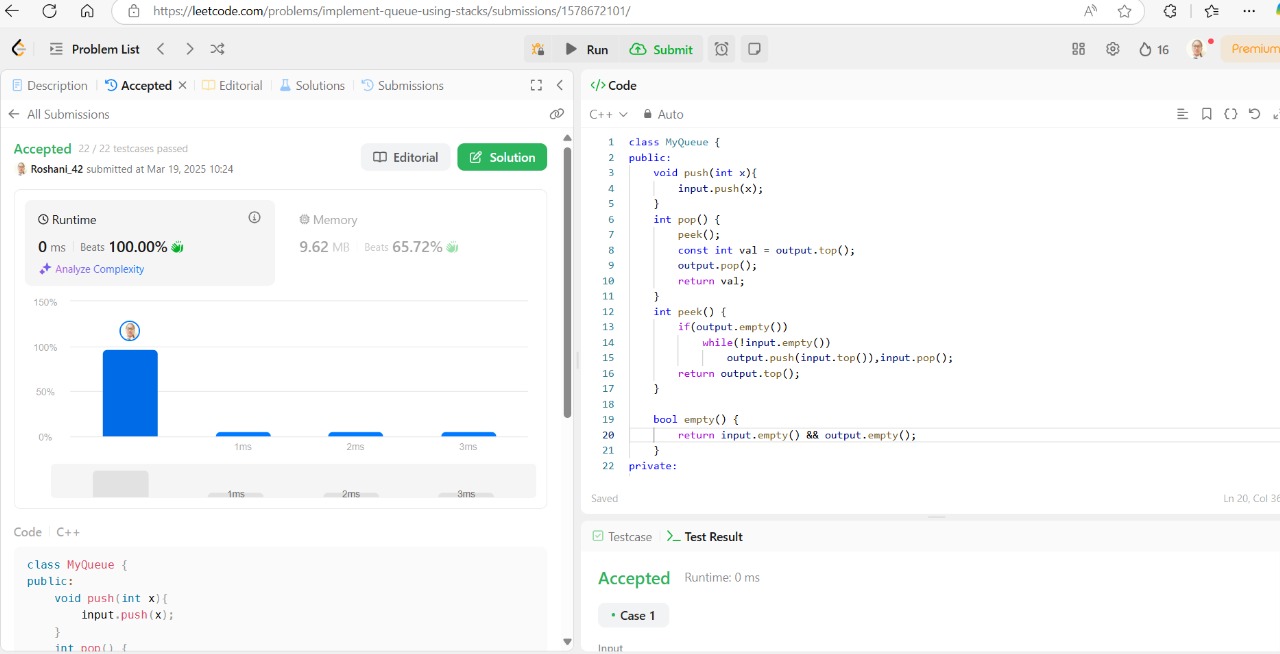 https://leetcode.com/problems/implement-queue-using-stacks/submissions/1578672101/
Problem List
Run
Submit
16
Premium
Description
Accepted
Editorial
Solutions
Submissions
All Submissions
Accepted 22 / 22 testcases passed
Roshani_42 submitted at Mar 19, 2025 10:24
Editorial
Solution
Runtime
0 ms Beats 100.00%
Analyze Complexity
Memory
9.62 MB Beats 65.72%
150%
100%
50%
0%
1ms 2ms 3ms
1ms 2ms 3ms
Code C++
class MyQueue {
public:
    void push(int x){
        input.push(x);
    }
    int pop() {
</> Code
C++ Auto
1 class MyQueue {
2 public:
3     void push(int x){
4         input.push(x);
5     }
6     int pop() {
7         peek();
8         const int val = output.top();
9         output.pop();
10         return val;
11     }
12     int peek() {
13         if(output.empty())
14             while(!input.empty())
15                 output.push(input.top()),input.pop();
16         return output.top();
17     }
18
19     bool empty() {
20         return input.empty() && output.empty();
21     }
22 private:
Saved
Ln 20, Col 36
Testcase
Test Result
Accepted Runtime: 0 ms
Case 1
Input